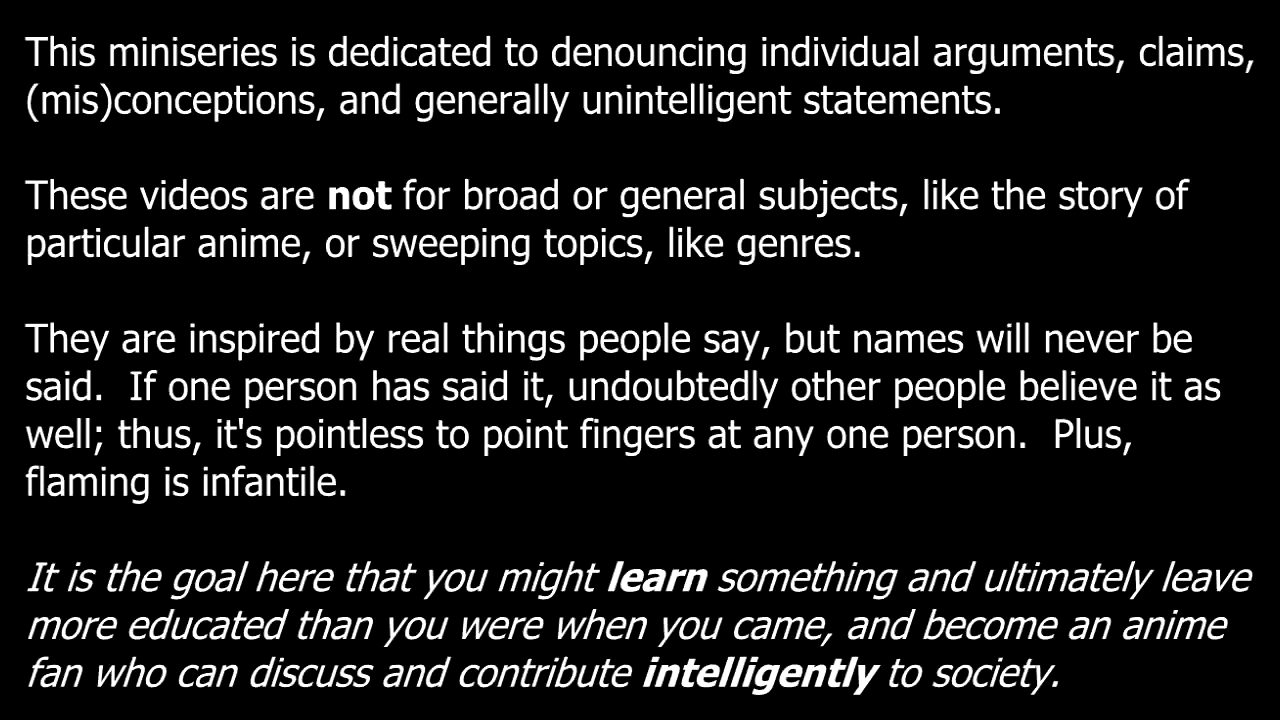 This miniseries is dedicated to denouncing individual arguments, claims,
(mis)conceptions, and generally unintelligent statements.
These videos are not for broad or general subjects, like the story of
particular anime, or sweeping topics, like genres.
They are inspired by real things people say, but names will never be
said.  If one person has said it, undoubtedly other people believe it as
well; thus, it's pointless to point fingers at any one person.  Plus,
flaming is infantile.
It is the goal here that you might learn something and ultimately leave
more educated than you were when you came, and become an anime
fan who can discuss and contribute intelligently to society.